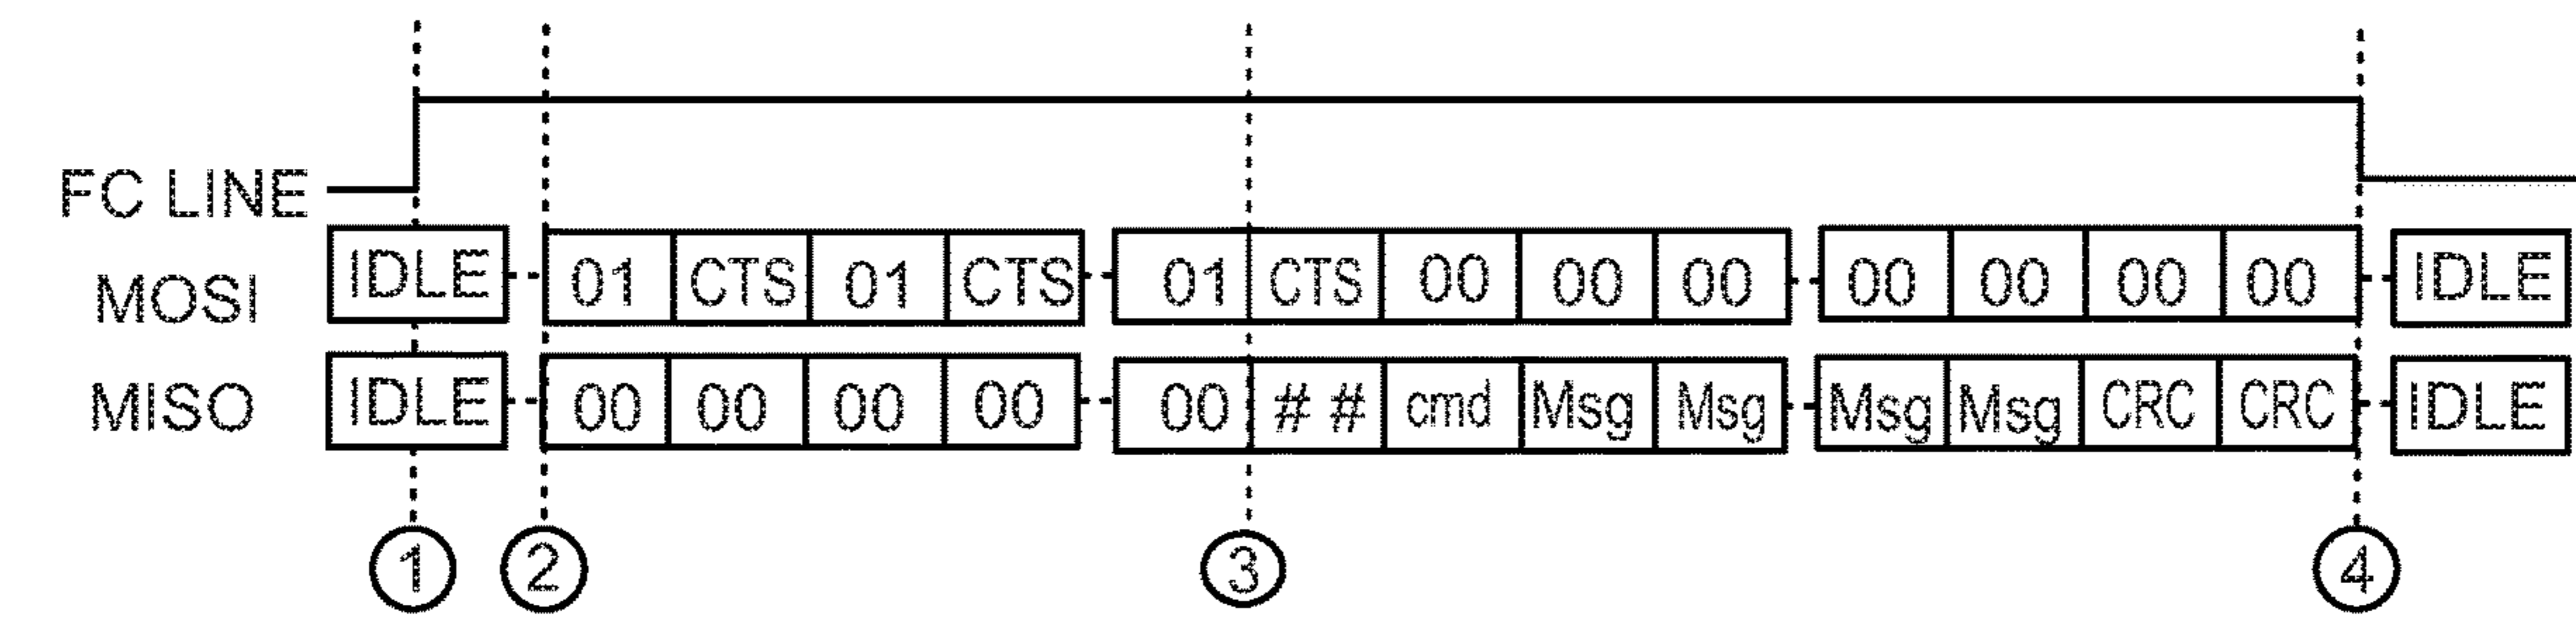 FC LINE
MOSI IDLE 01 CTS 01 CTS 01 CTS 00 00 00 00 00 00 00 IDLE
MISO IDLE 00 00 00 00 00 ## cmd Msg Msg Msg Msg CRC CRC IDLE
1 2 3 4